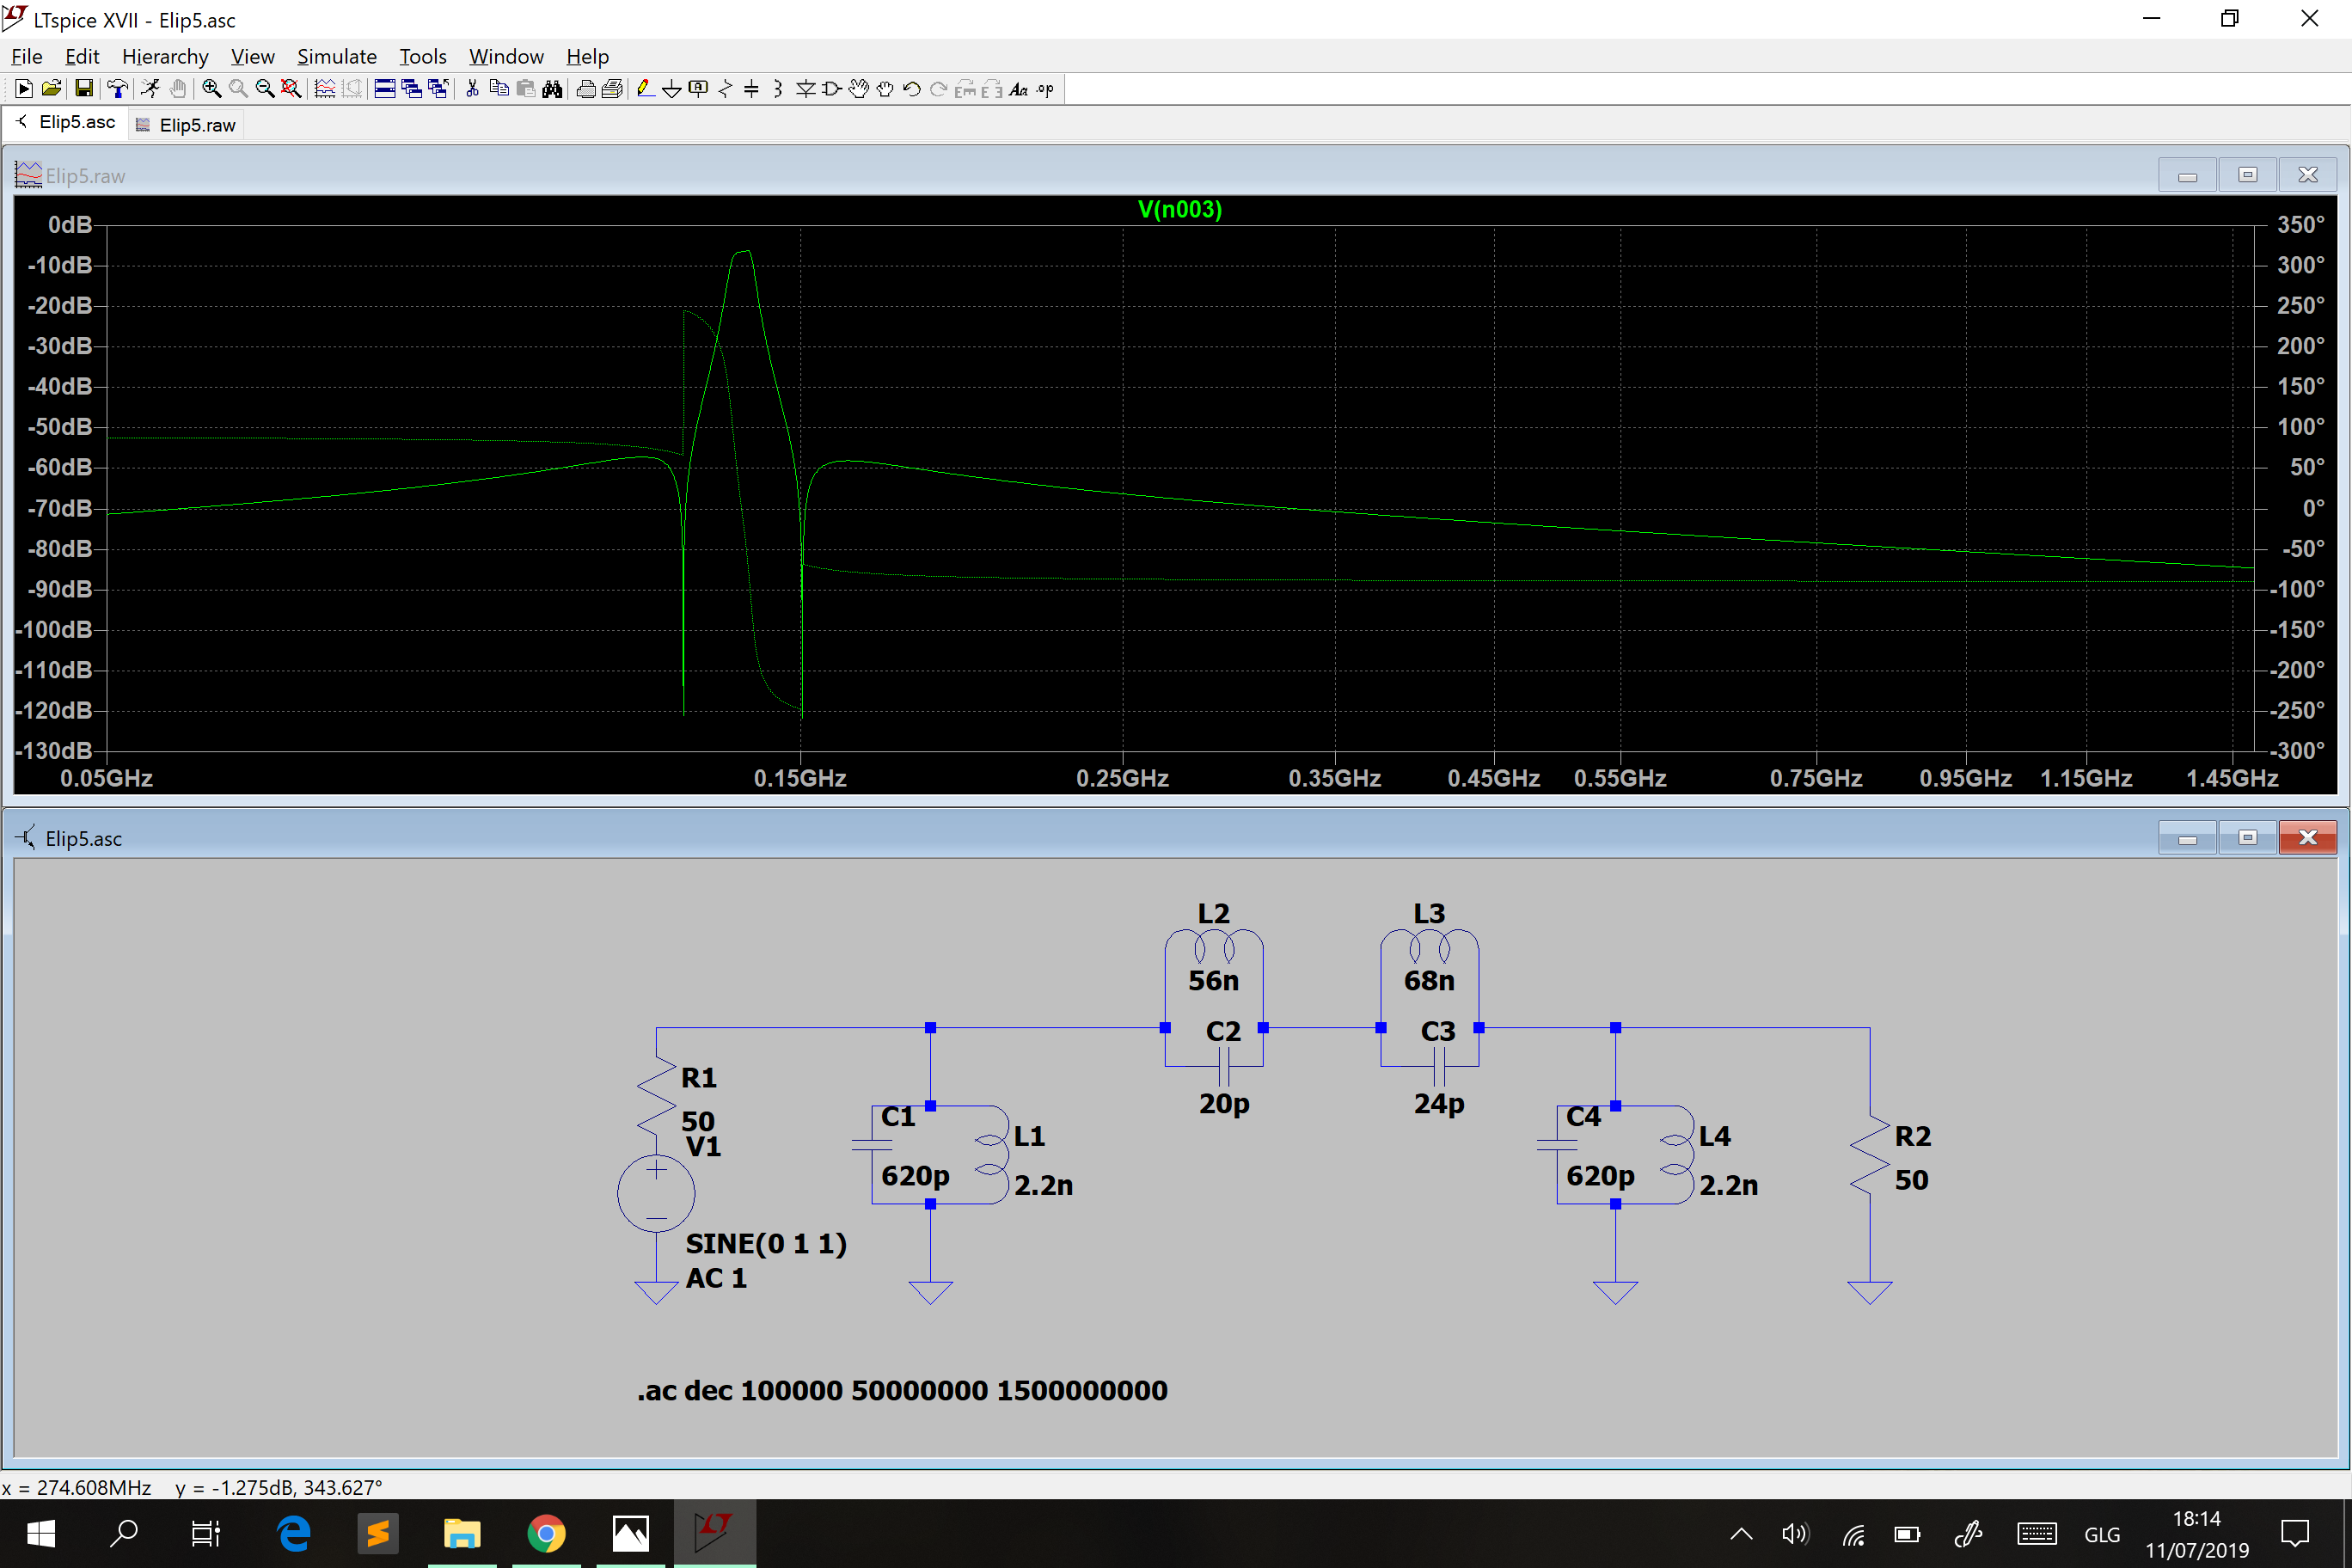 LTspice XVII - Elip5.asc
File Edit Hierarchy View Simulate Tools Window Help
Elip5.asc Elip5.raw
Elip5.raw
V(n003)
0dB 350°
-10dB 300°
-20dB 250°
-30dB 200°
-40dB 150°
-50dB 100°
-60dB 50°
-70dB 0°
-80dB -50°
-90dB -100°
-100dB -150°
-110dB -200°
-120dB -250°
-130dB -300°
0.05GHz 0.15GHz 0.25GHz 0.35GHz 0.45GHz 0.55GHz 0.75GHz 0.95GHz 1.15GHz 1.45GHz
Elip5.asc
L2 L3
56n 68n
C2 C3
20p 24p
R1
50
V1
SINE(0 1 1)
AC 1
C1
620p
L1
2.2n
C4
620p
L4
2.2n
R2
50
.ac dec 100000 50000000 1500000000
x = 274.608MHz y = -1.275dB, 343.627°
GLG
18:14
11/07/2019